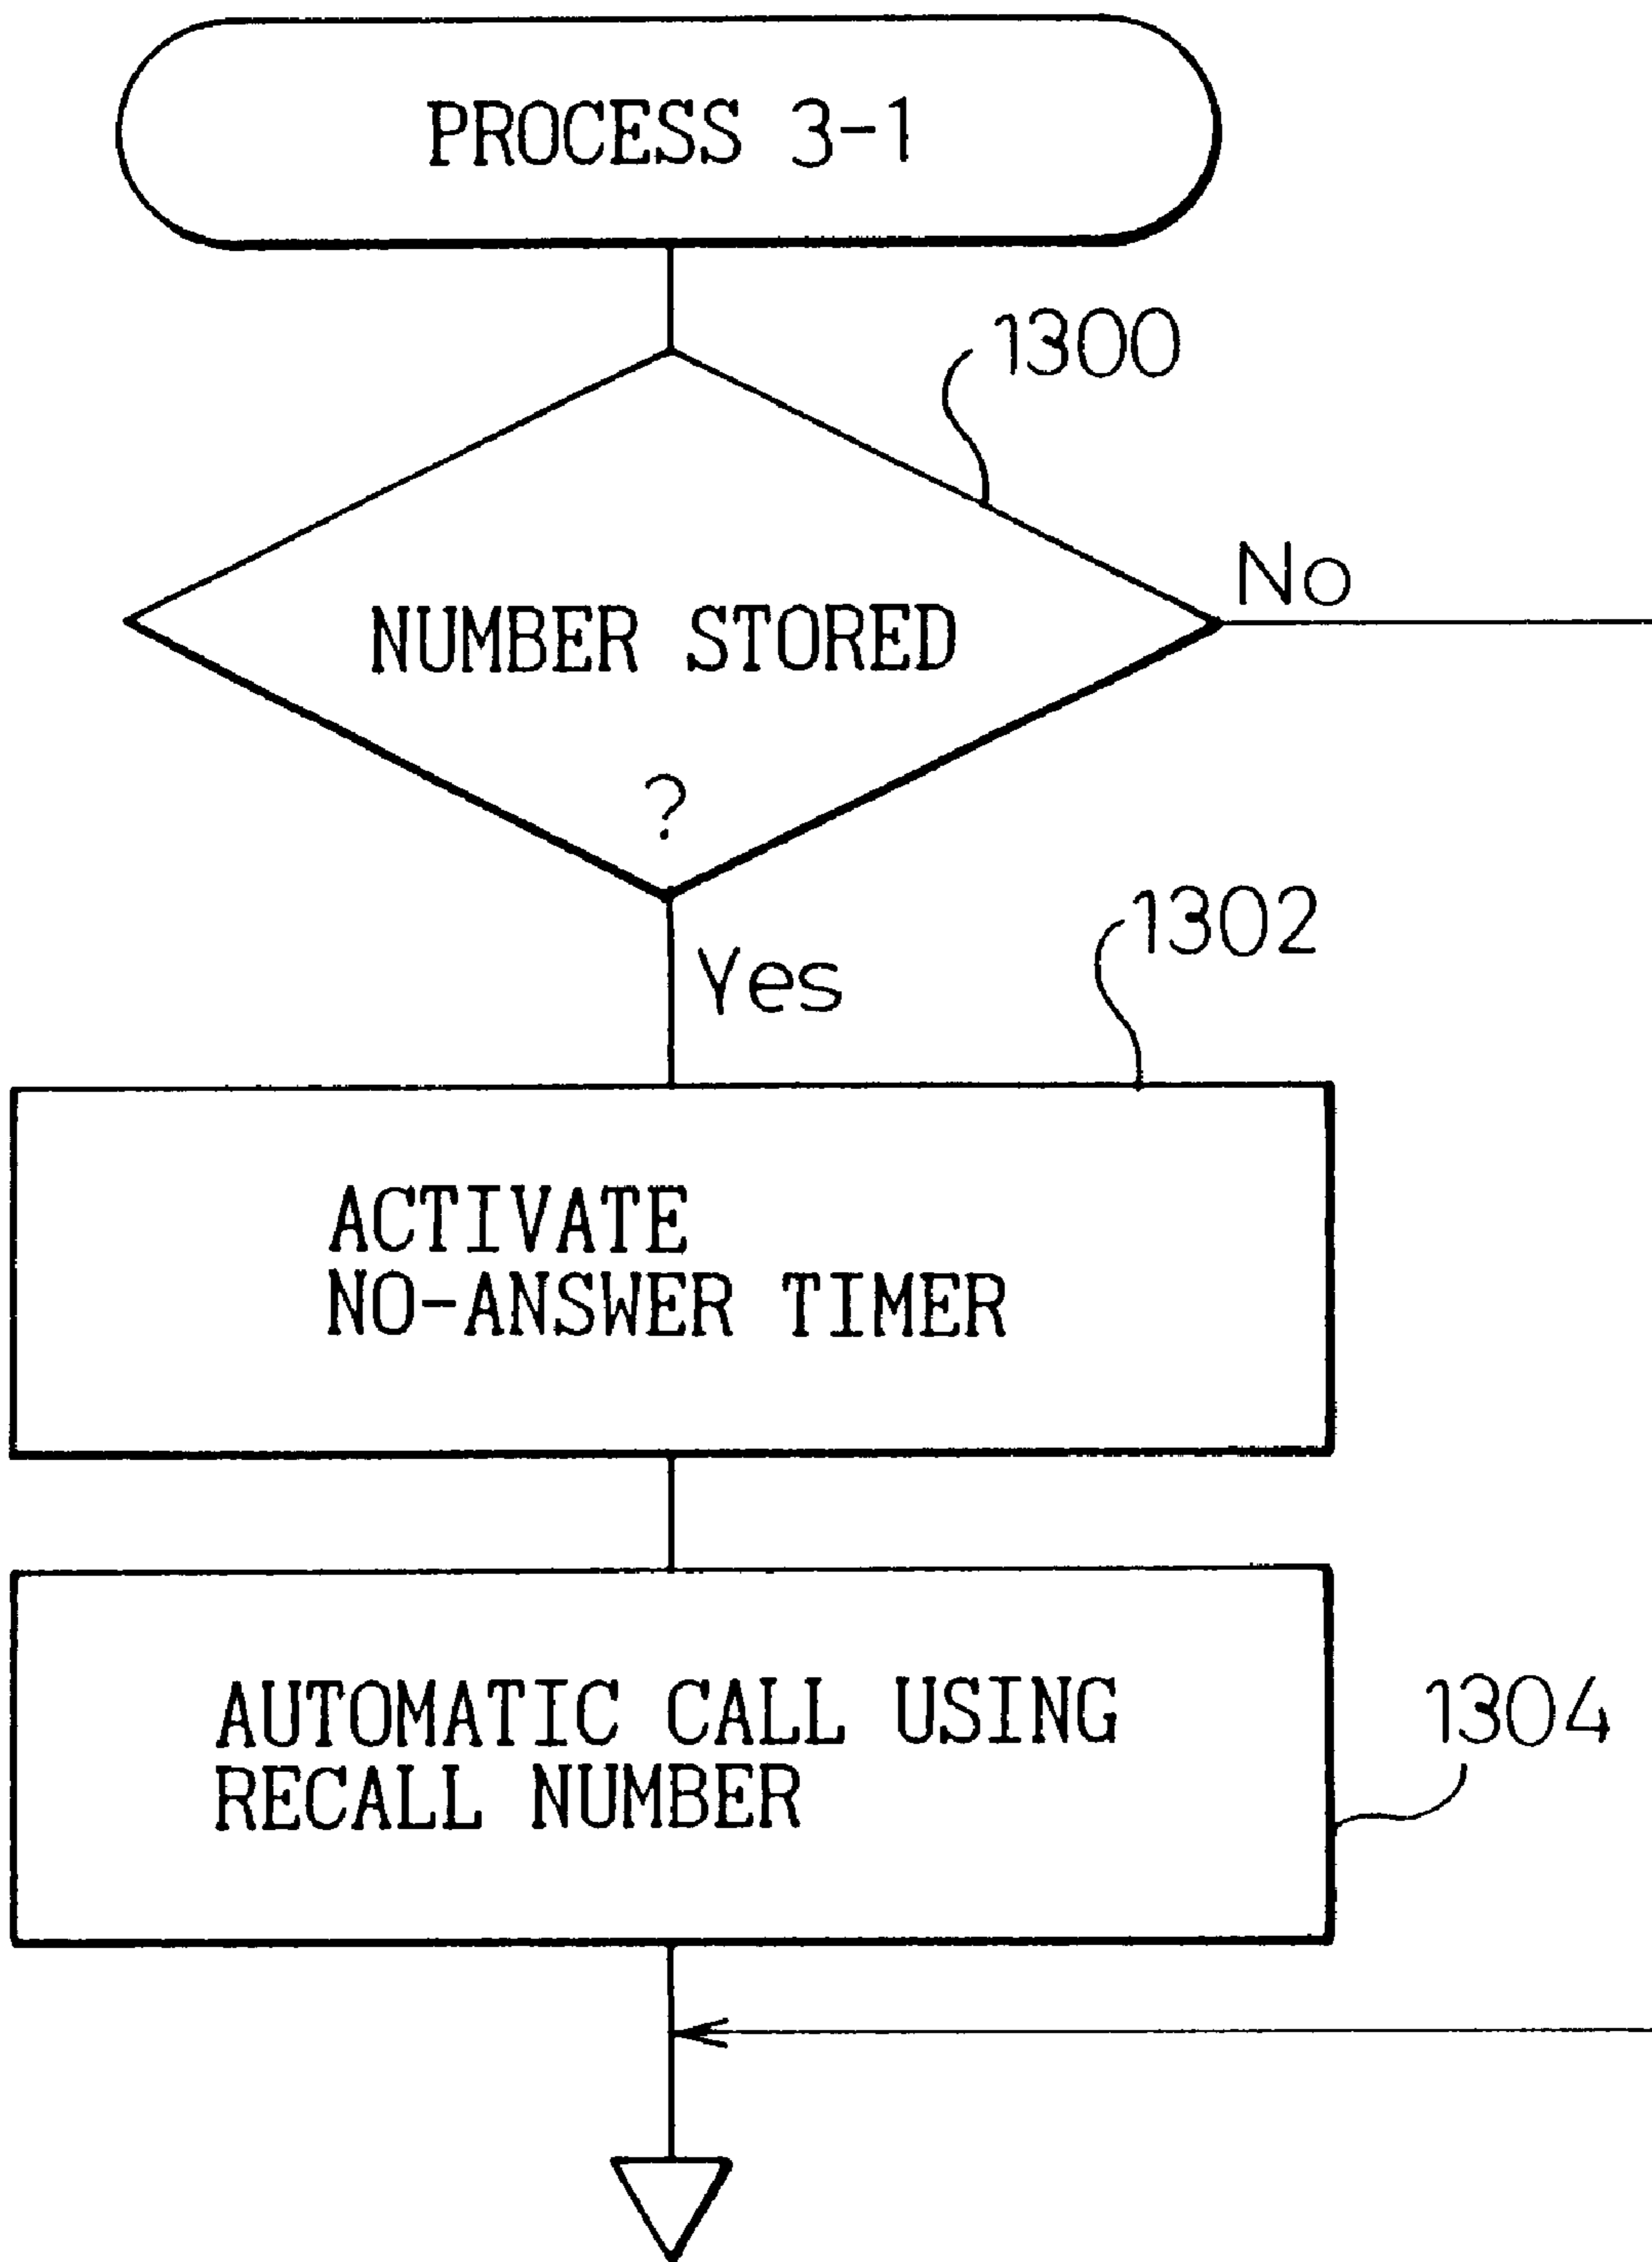 PROCESS 3-1
1300
No
NUMBER STORED
?
1302
Yes
ACTIVATE
NO-ANSWER TIMER
AUTOMATIC CALL USING
RECALL NUMBER
1304